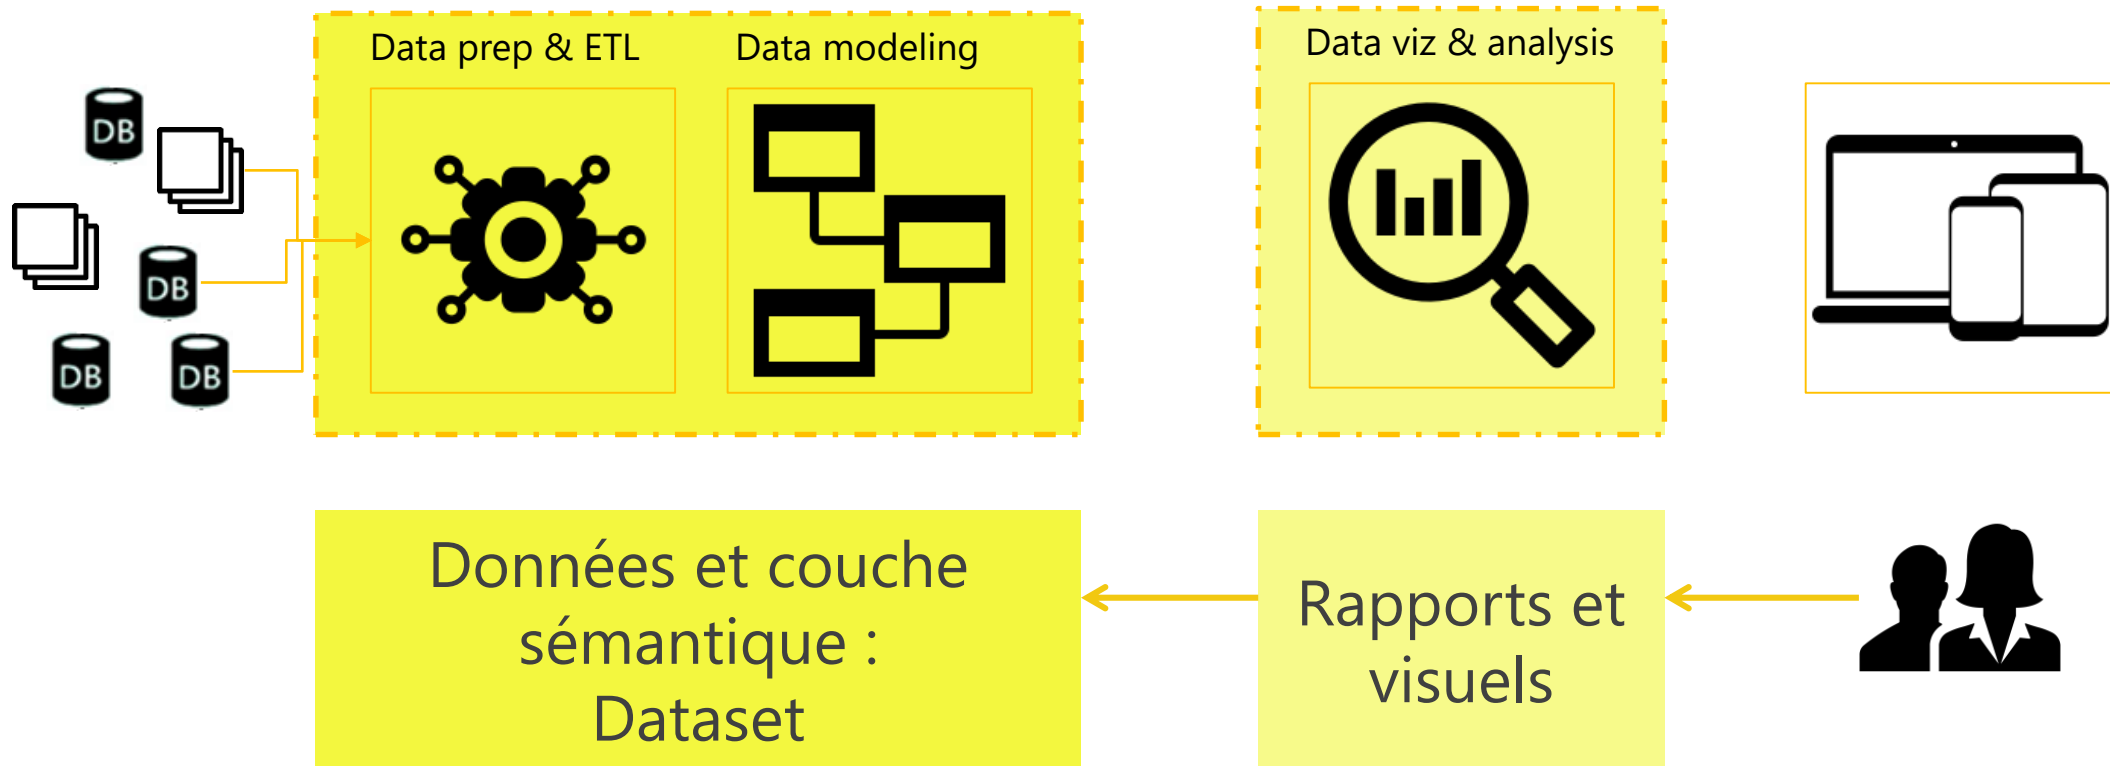 Data prep & ETL
Data modeling
Data viz & analysis
DB
DB
DB
DB
Données et couche
sémantique :
Dataset
Rapports et
visuels